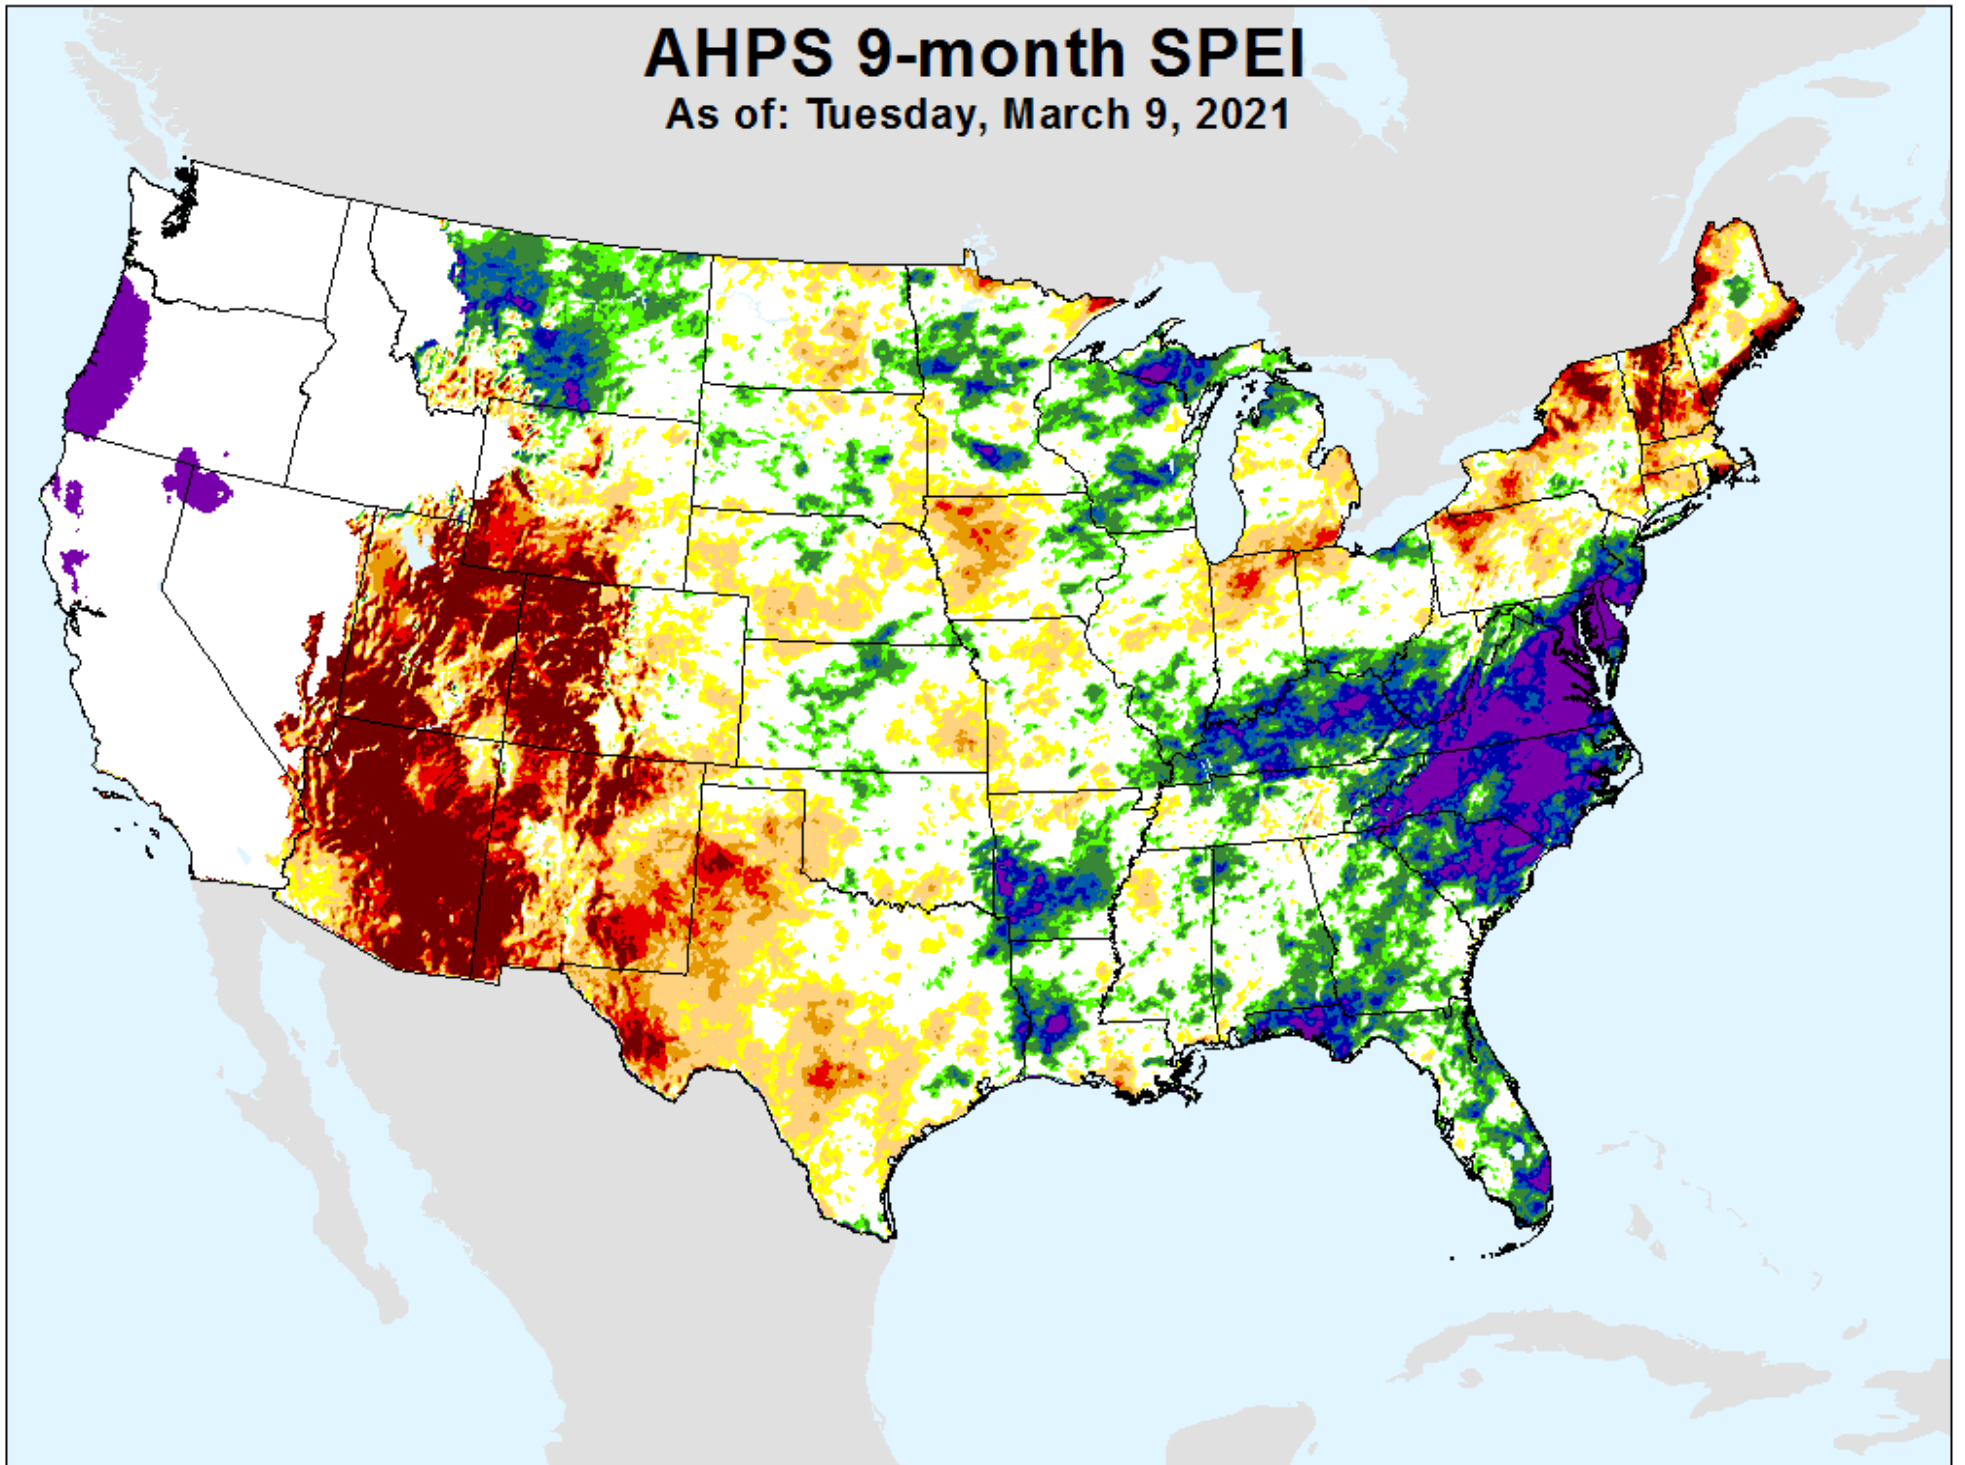 AHPS 9-month SPEI
As of: Tuesday, March 9, 2021